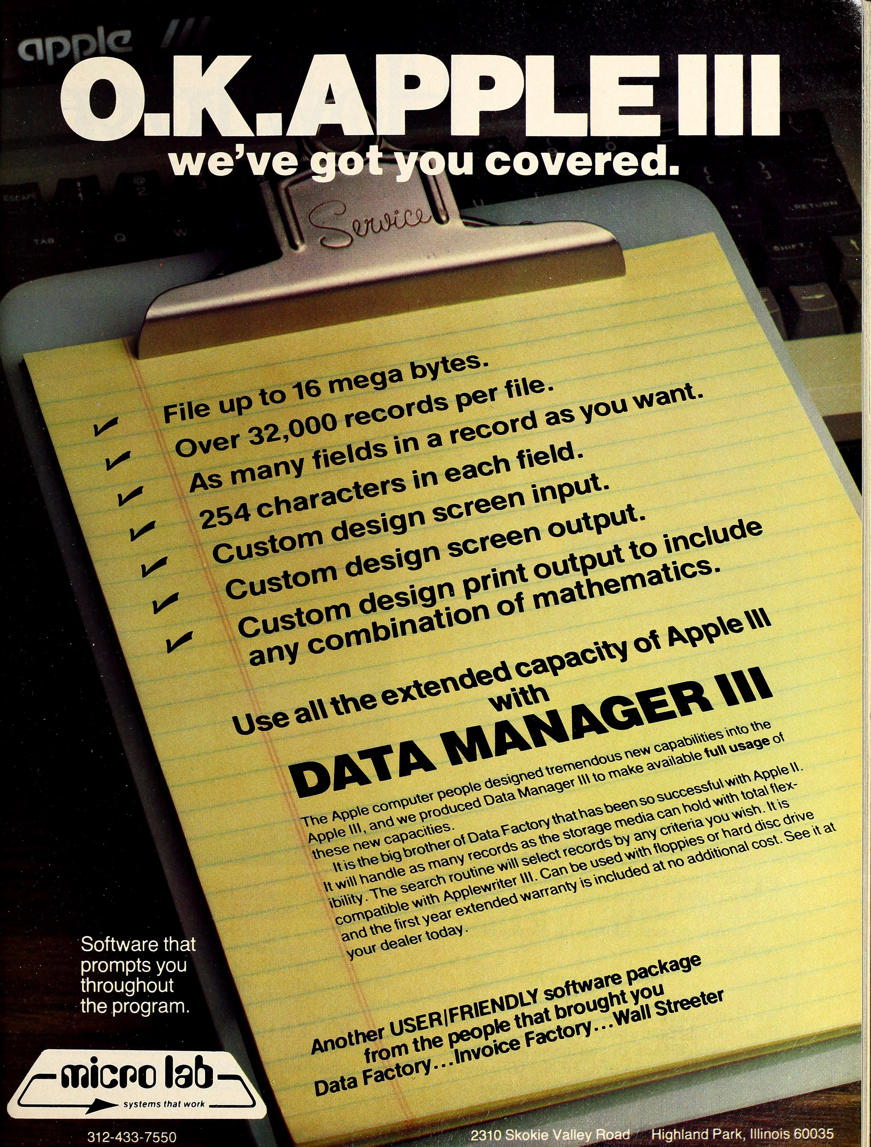 apple ///
O.K. APPLE III
we've got you covered.
Service
ESCAPE
TAB
Q
W
U
RETURN
SHIFT
✓ File up to 16 mega bytes.
✓ Over 32,000 records per file.
✓ As many fields in a record as you want.
✓ 254 characters in each field.
✓ Custom design screen input.
✓ Custom design screen output.
✓ Custom design print output to include
any combination of mathematics.
Use all the extended capacity of Apple III
with
DATA MANAGER III
The Apple computer people designed tremendous new capabilities into the
Apple III, and we produced Data Manager III to make available full usage of
these new capacities.
It is the big brother of Data Factory that has been so successful with Apple II.
It will handle as many records as the storage media can hold with total flex-
ibility. The search routine will select records by any criteria you wish. It is
compatible with Applewriter III. Can be used with floppies or hard disc drive
and the first year extended warranty is included at no additional cost. See it at
your dealer today.
Another USER/FRIENDLY software package
from the people that brought you
Data Factory...Invoice Factory...Wall Streeter
Software that
prompts you
throughout
the program.
micro lab
systems that work
312-433-7550
2310 Skokie Valley Road Highland Park, Illinois 60035